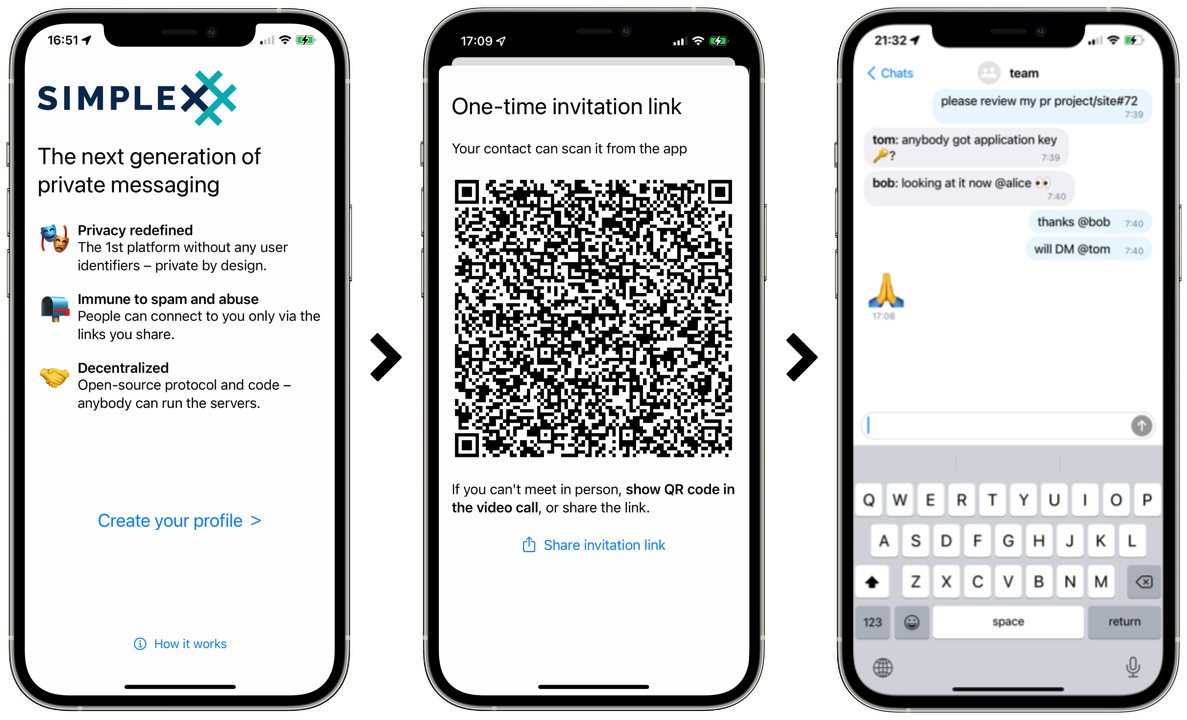 16:51
SIMPLEX
The next generation of
private messaging
Privacy redefined
The 1st platform without any user
identifiers – private by design.
Immune to spam and abuse
People can connect to you only via the
links you share.
Decentralized
Open-source protocol and code –
anybody can run the servers.
Create your profile >
How it works
17:09
One-time invitation link
Your contact can scan it from the app
If you can't meet in person, show QR code in
the video call, or share the link.
Share invitation link
21:32
Chats
team
please review my pr project/site#72
7:39
tom: anybody got application key
🔑?
7:39
bob: looking at it now @alice 👀
7:40
thanks @bob 7:40
will DM @tom 7:40
🙏
17:08
Q W E R T Y U I O P
A S D F G H J K L
Z X C V B N M
123 space return